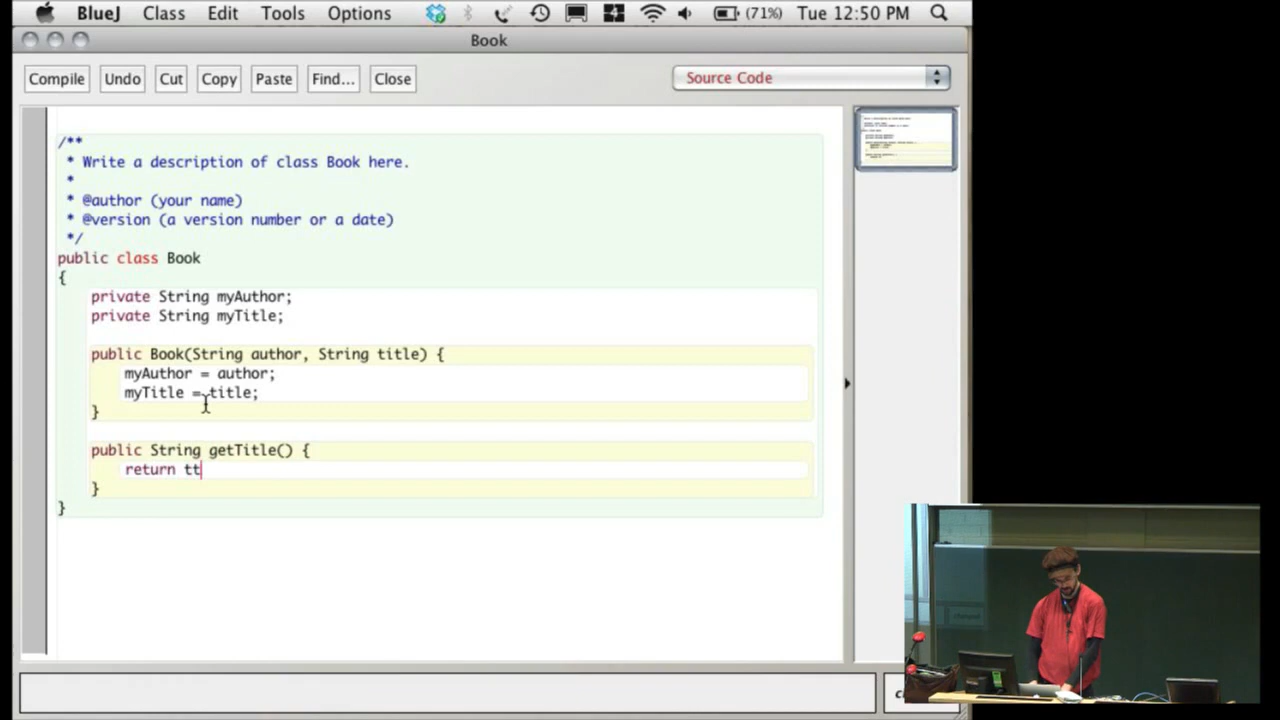 BlueJ Class Edit Tools Options 4 (71%) Tue 12:50 PM
Book
Compile Undo Cut Copy Paste Find... Close Source Code
/**
* Write a description of class Book here.
*
* @author (your name)
* @version (a version number or a date)
*/
public class Book
{
private String myAuthor;
private String myTitle;
public Book(String author, String title) {
myAuthor = author;
myTitle = title;
}
public String getTitle() {
return tt
}
}